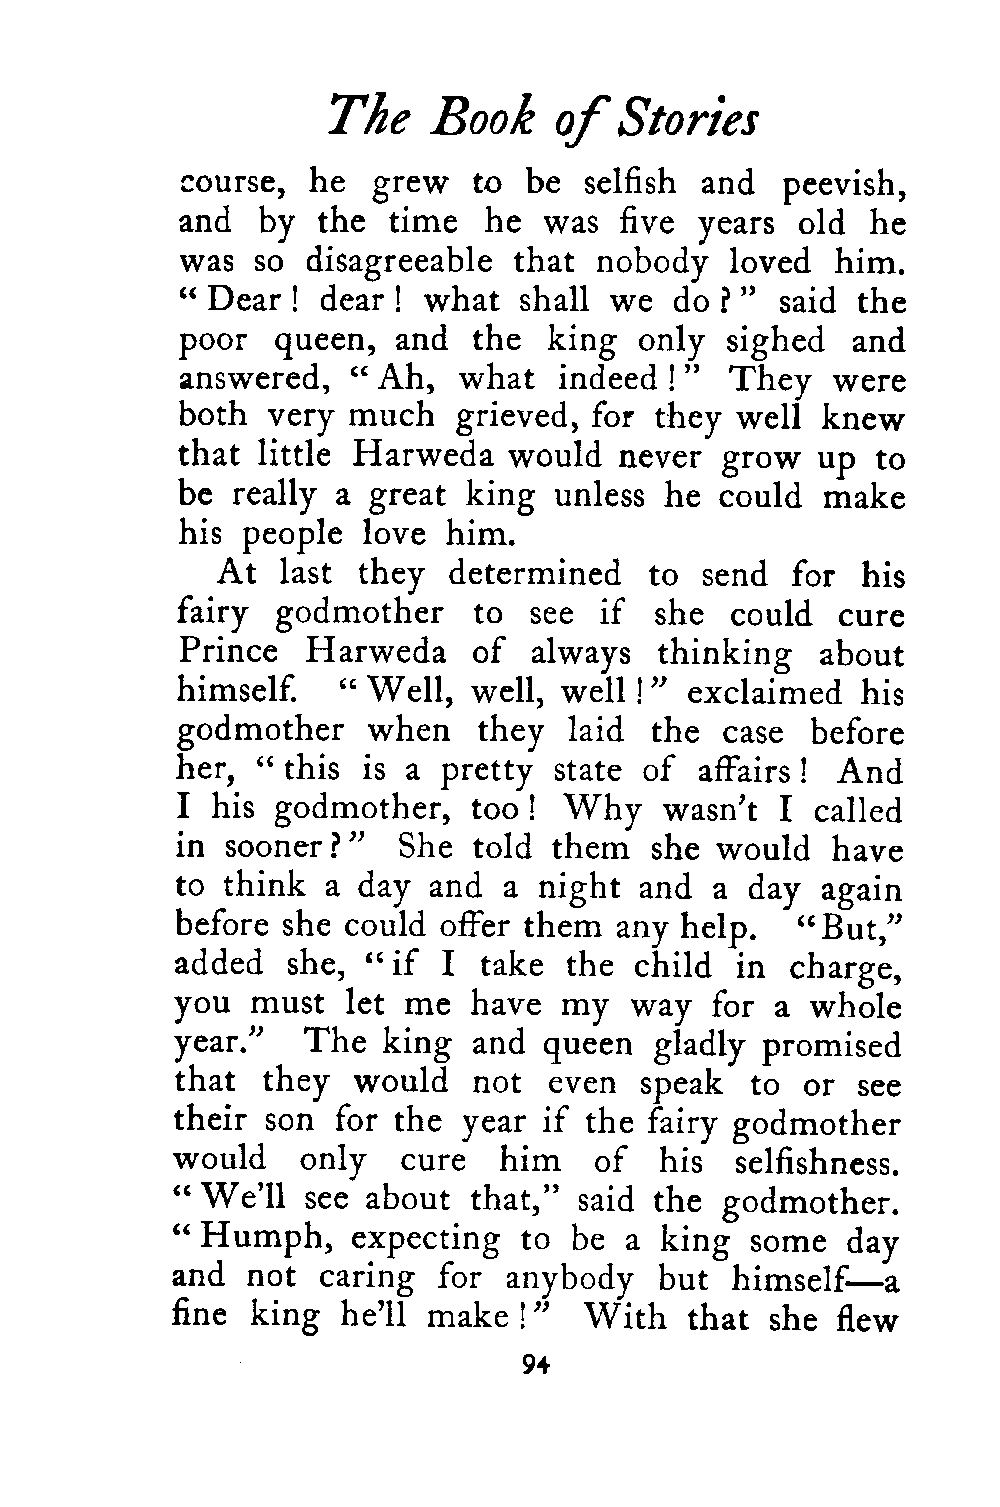 The Book of Stories
course, he grew to be selfish and peevish,
and by the time he was five years old he
was so disagreeable that nobody loved him.
“ Dear ! dear ! what shall we do ? ” said the
poor queen, and the king only sighed and
answered, “ Ah, what indeed ! ” They were
both very much grieved, for they well knew
that little Harweda would never grow up to
be really a great king unless he could make
his people love him.
At last they determined to send for his
fairy godmother to see if she could cure
Prince Harweda of always thinking about
himself. “ Well, well, well ! ” exclaimed his
godmother when they laid the case before
her, “ this is a pretty state of affairs ! And
I his godmother, too ! Why wasn’t I called
in sooner ? ” She told them she would have
to think a day and a night and a day again
before she could offer them any help. “ But,”
added she, “ if I take the child in charge,
you must let me have my way for a whole
year.” The king and queen gladly promised
that they would not even speak to or see
their son for the year if the fairy godmother
would only cure him of his selfishness.
“ We’ll see about that,” said the godmother.
“ Humph, expecting to be a king some day
and not caring for anybody but himself—a
fine king he’ll make ! ” With that she flew
94